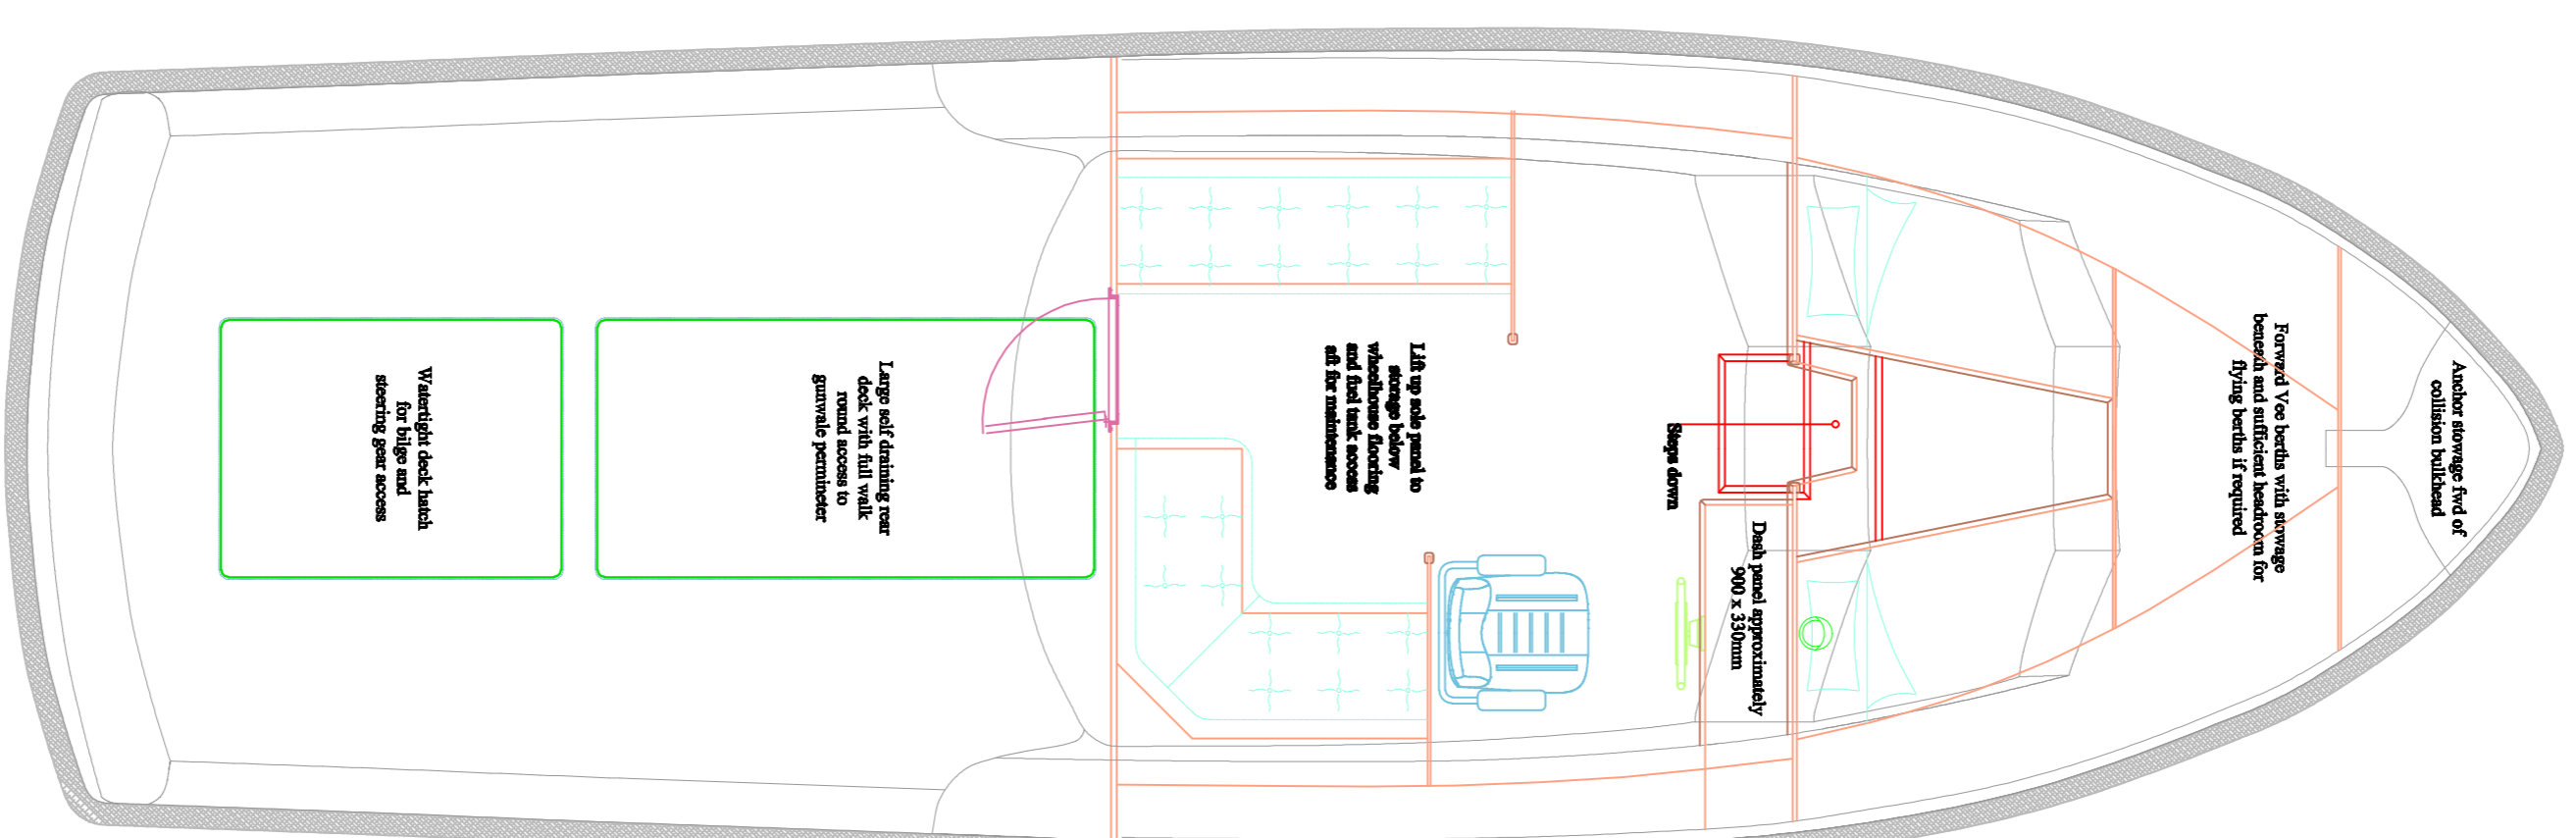 Watertight deck hatch
for bilge and
steering gear access
Large self draining rear
deck with full walk
round access to
gunwale permineter
Lift up sole panel to
storage below
wheelhouse flooring
and fuel tank access
aft for maintenance
Steps down
Dash panel approximately
900 x 330mm
Forward Vee berths with stowage
beneath and sufficient headroom for
flying berths if required
Anchor stowage fwd of
collision bulkhead